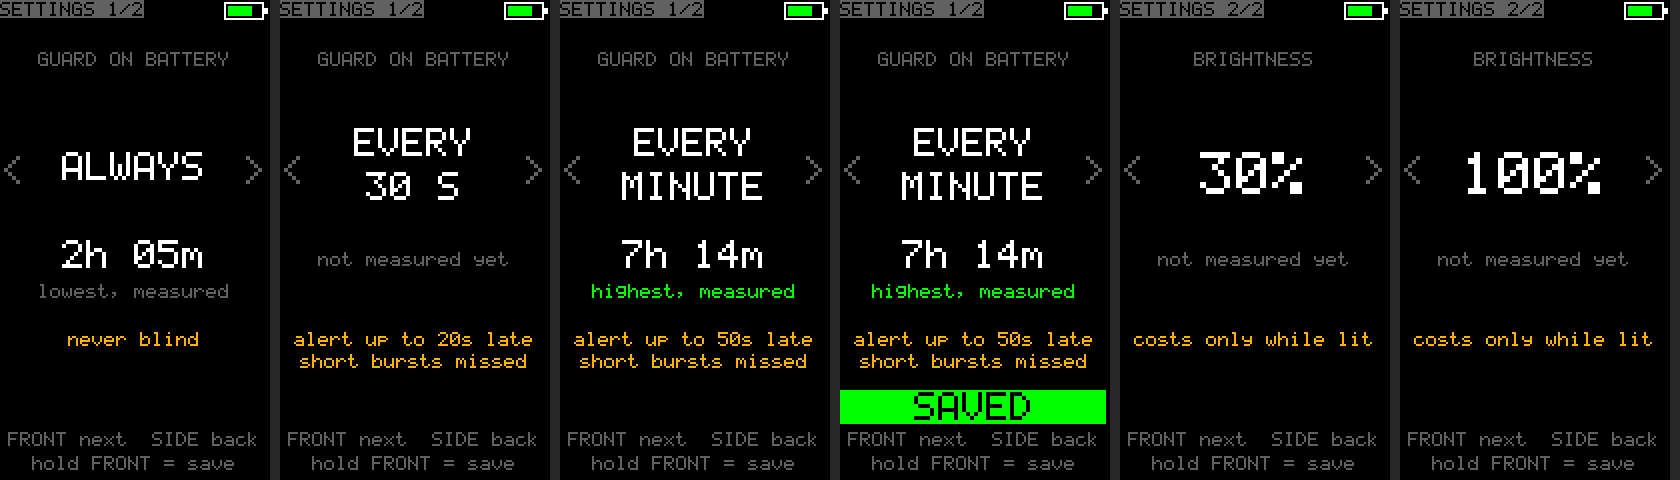 SETTINGS 1/2
GUARD ON BATTERY
< ALWAYS >
2h 05m
lowest, measured
never blind
FRONT next SIDE back
hold FRONT = save
SETTINGS 1/2
GUARD ON BATTERY
< EVERY
30 S >
not measured yet
alert up to 20s late
short bursts missed
FRONT next SIDE back
hold FRONT = save
SETTINGS 1/2
GUARD ON BATTERY
< EVERY
MINUTE >
7h 14m
highest, measured
alert up to 50s late
short bursts missed
FRONT next SIDE back
hold FRONT = save
SETTINGS 1/2
GUARD ON BATTERY
< EVERY
MINUTE >
7h 14m
highest, measured
alert up to 50s late
short bursts missed
SAVED
FRONT next SIDE back
hold FRONT = save
SETTINGS 2/2
BRIGHTNESS
< 30% >
not measured yet
costs only while lit
FRONT next SIDE back
hold FRONT = save
SETTINGS 2/2
BRIGHTNESS
< 100% >
not measured yet
costs only while lit
FRONT next SIDE back
hold FRONT = save